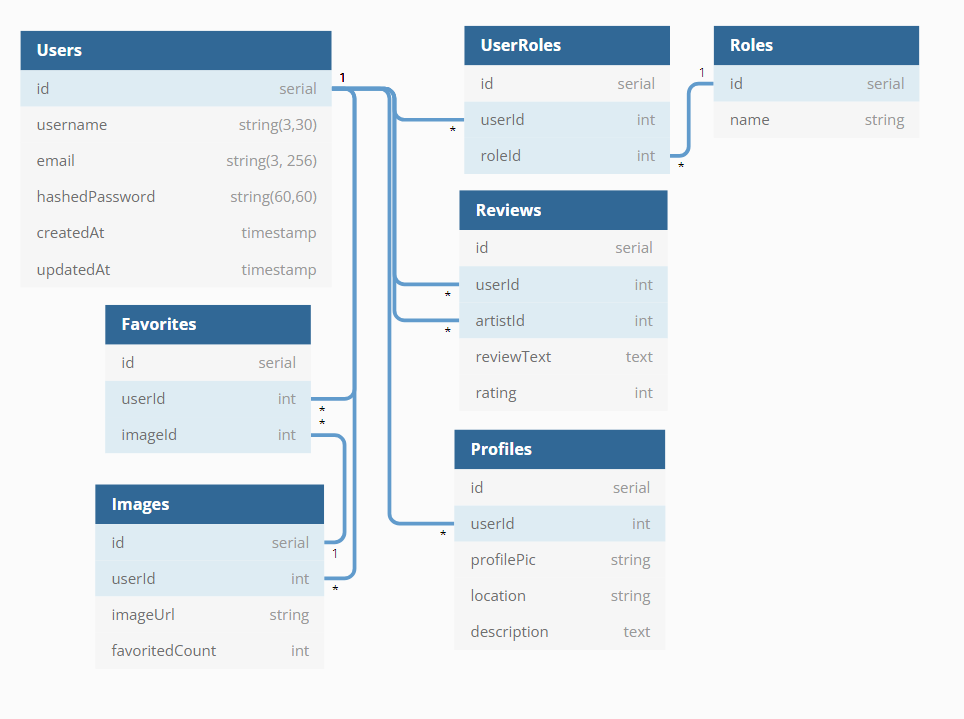 Users
id serial
username string(3,30)
email string(3, 256)
hashedPassword string(60,60)
createdAt timestamp
updatedAt timestamp
1
UserRoles
id serial
userId int
roleId int
*
*
Roles
1
id serial
name string
Reviews
id serial
userId int
artistId int
reviewText text
rating int
*
*
Favorites
id serial
userId int
imageId int
*
*
Images
id serial
userId int
imageUrl string
favoritedCount int
1
*
Profiles
id serial
userId int
profilePic string
location string
description text
*